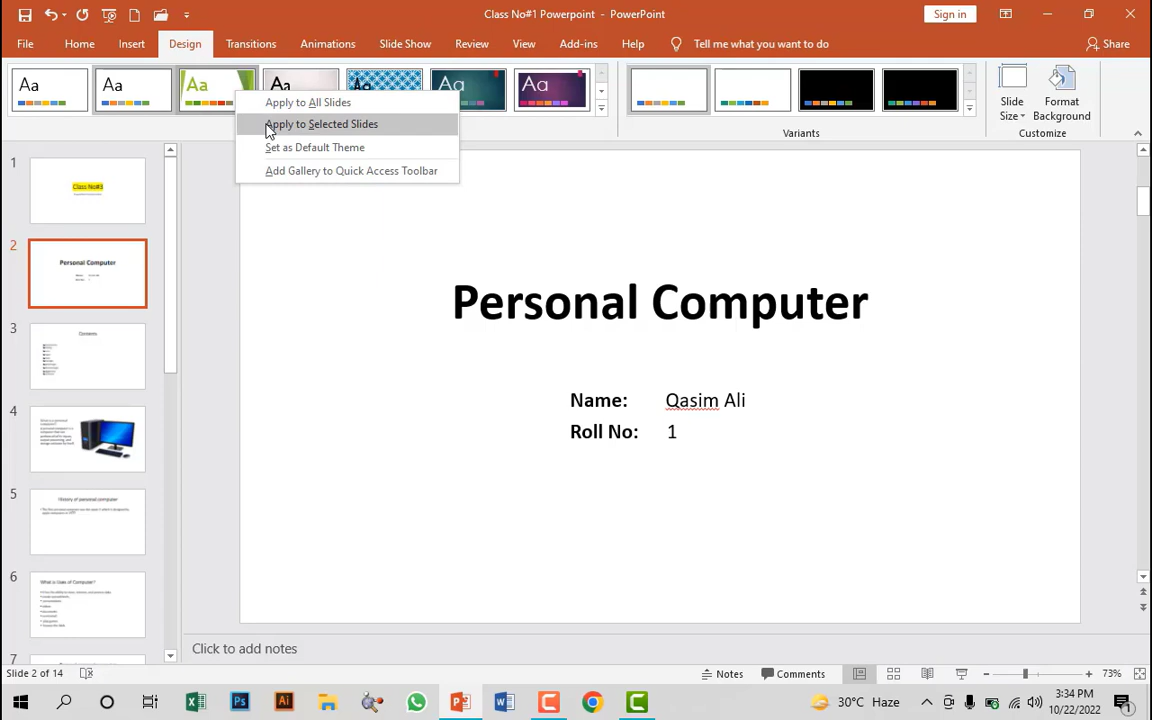 Class No#1 Powerpoint - PowerPoint
Sign in
File Home Insert Design Transitions Animations Slide Show Review View Add-ins Help Tell me what you want to do Share
Aa Aa Aa Aa Aa Aa Aa
Apply to All Slides
Apply to Selected Slides
Set as Default Theme
Add Gallery to Quick Access Toolbar
Variants
Slide Size
Format Background
Customize
1
Class No#3
2
Personal Computer
3
Contents
4
5
History of personal computer
6
What is Uses of Computer?
7
Personal Computer
Name: Qasim Ali
Roll No: 1
Click to add notes
Slide 2 of 14
Notes Comments 73%
30°C Haze
3:34 PM
10/22/2022
1